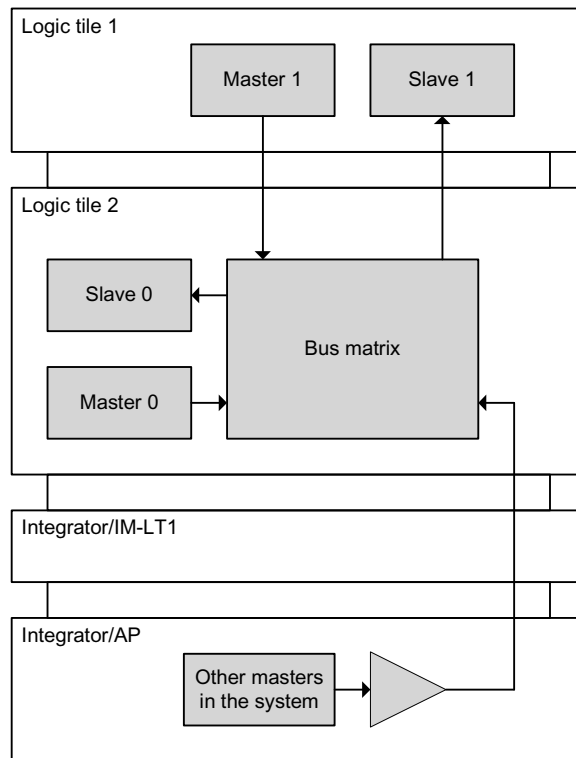 Logic tile 1
Master 1
Slave 1
Logic tile 2
Slave 0
Bus matrix
Master 0
Integrator/IM-LT1
Integrator/AP
Other masters
in the system